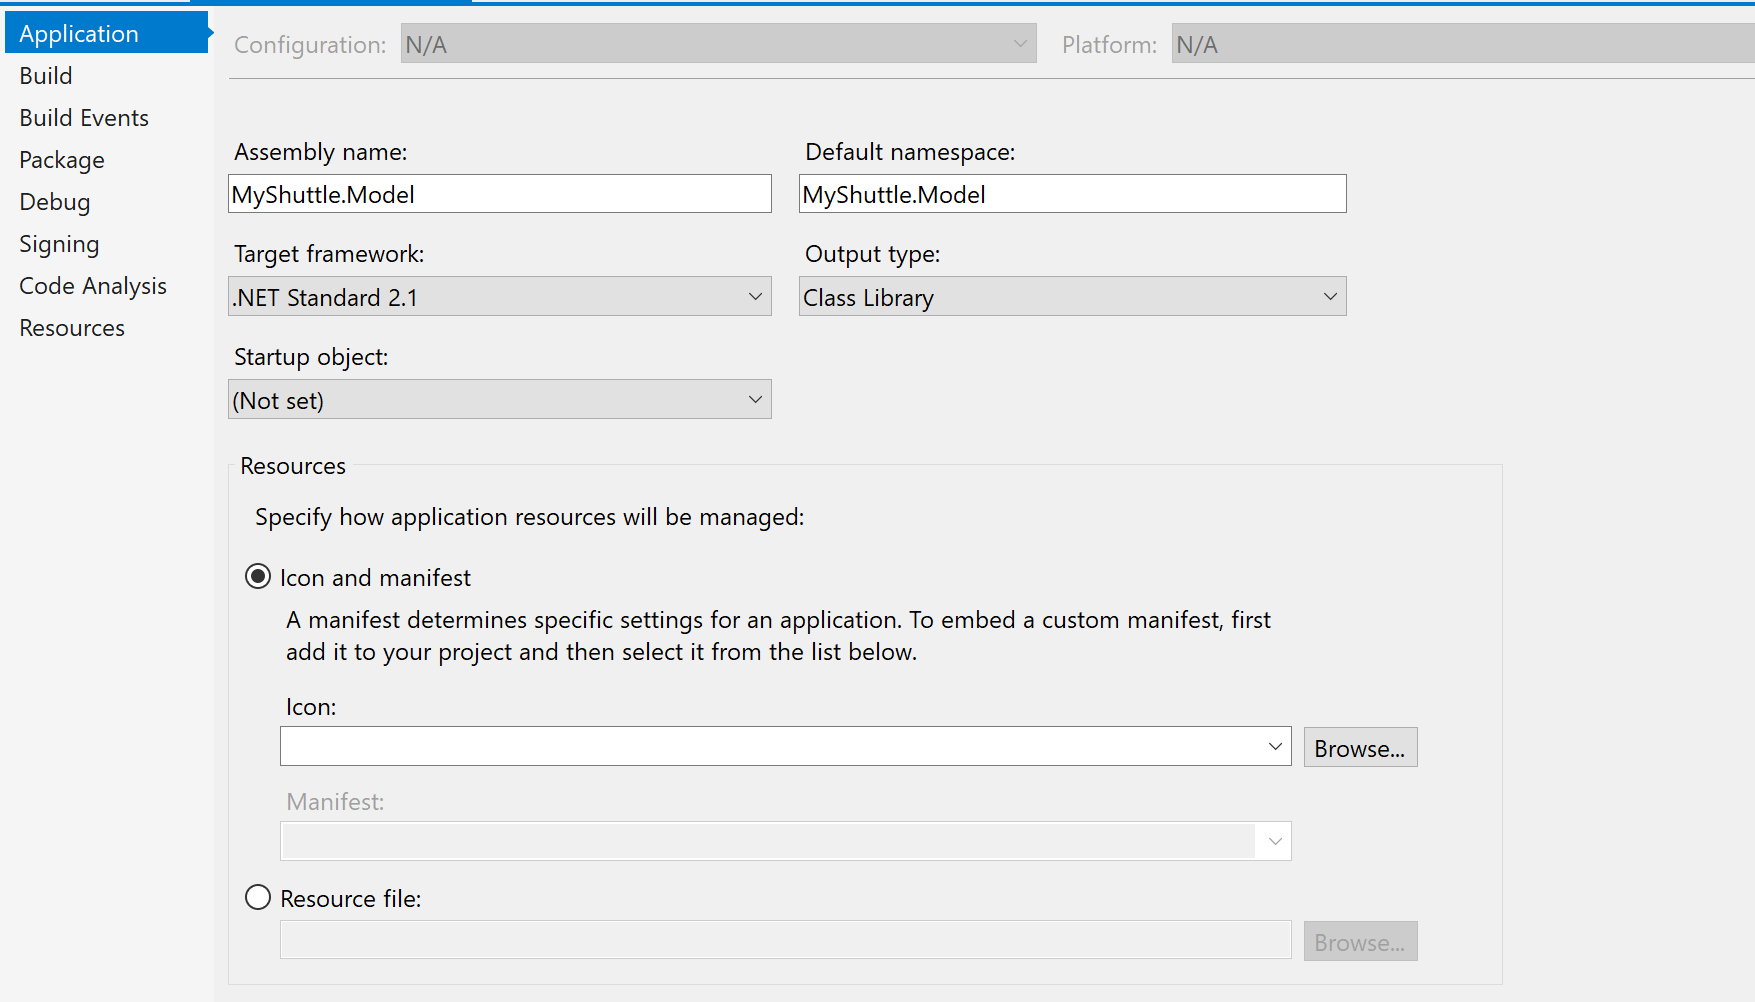 Application
Build
Build Events
Package
Debug
Signing
Code Analysis
Resources
Configuration: N/A Platform: N/A
Assembly name: Default namespace:
MyShuttle.Model MyShuttle.Model
Target framework: Output type:
.NET Standard 2.1 Class Library
Startup object:
(Not set)
Resources
Specify how application resources will be managed:
Icon and manifest
A manifest determines specific settings for an application. To embed a custom manifest, first
add it to your project and then select it from the list below.
Icon:
Browse...
Manifest:
Resource file:
Browse...